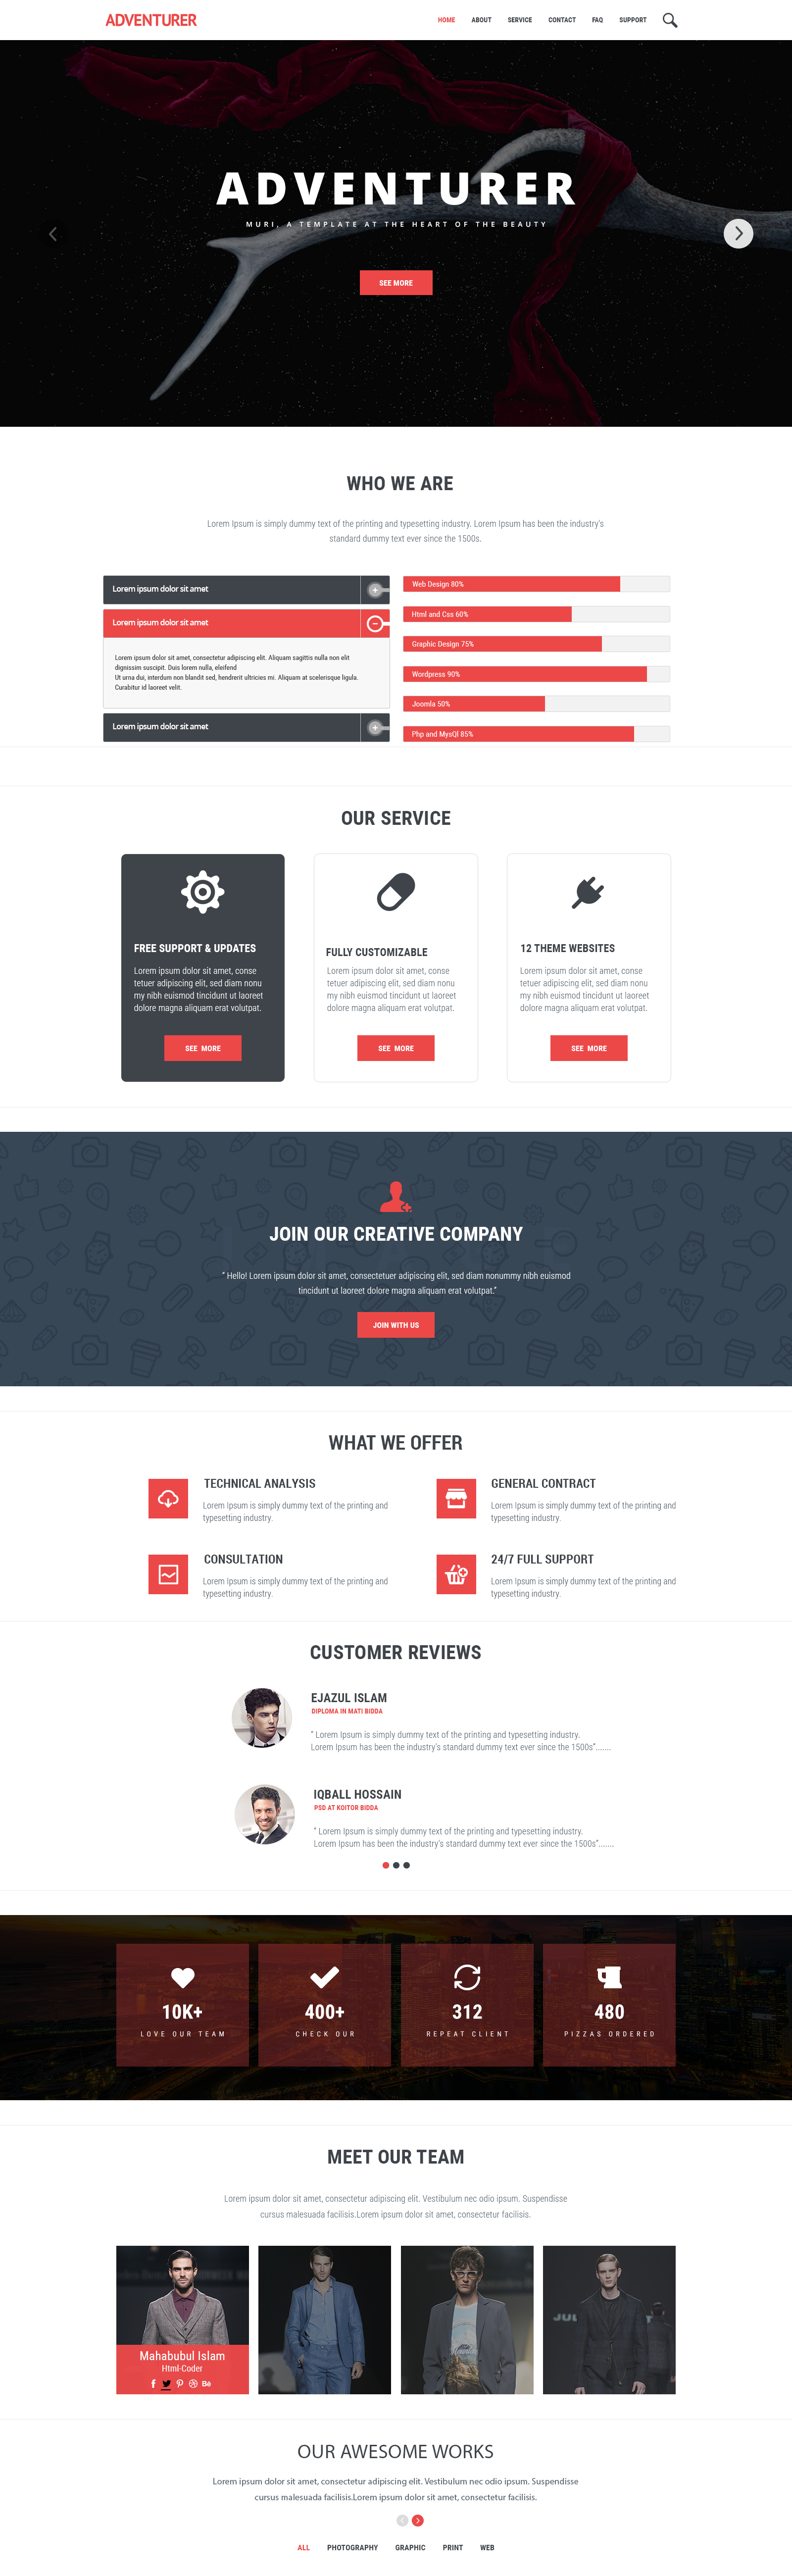 ADVENTURER
HOME ABOUT SERVICE CONTACT FAQ SUPPORT
ADVENTURER
MURI, A TEMPLATE AT THE HEART OF THE BEAUTY
SEE MORE
WHO WE ARE
Lorem Ipsum is simply dummy text of the printing and typesetting industry. Lorem Ipsum has been the industry's
standard dummy text ever since the 1500s.
Lorem ipsum dolor sit amet
Lorem ipsum dolor sit amet
Lorem ipsum dolor sit amet, consectetur adipiscing elit. Aliquam sagittis nulla non elit
dignissim suscipit. Duis lorem nulla, eleifend
Ut urna dui, interdum non blandit sed, hendrerit ultricies mi. Aliquam at scelerisque ligula.
Curabitur id laoreet velit.
Lorem ipsum dolor sit amet
Web Design 80%
Html and Css 60%
Graphic Design 75%
Wordpress 90%
Joomla 50%
Php and MysQl 85%
OUR SERVICE
FREE SUPPORT & UPDATES
Lorem ipsum dolor sit amet, conse
tetuer adipiscing elit, sed diam nonu
my nibh euismod tincidunt ut laoreet
dolore magna aliquam erat volutpat.
SEE MORE
FULLY CUSTOMIZABLE
Lorem ipsum dolor sit amet, conse
tetuer adipiscing elit, sed diam nonu
my nibh euismod tincidunt ut laoreet
dolore magna aliquam erat volutpat.
SEE MORE
12 THEME WEBSITES
Lorem ipsum dolor sit amet, conse
tetuer adipiscing elit, sed diam nonu
my nibh euismod tincidunt ut laoreet
dolore magna aliquam erat volutpat.
SEE MORE
JOIN OUR CREATIVE COMPANY
“ Hello! Lorem ipsum dolor sit amet, consectetuer adipiscing elit, sed diam nonummy nibh euismod
tincidunt ut laoreet dolore magna aliquam erat volutpat.”
JOIN WITH US
WHAT WE OFFER
TECHNICAL ANALYSIS
Lorem Ipsum is simply dummy text of the printing and
typesetting industry.
GENERAL CONTRACT
Lorem Ipsum is simply dummy text of the printing and
typesetting industry.
CONSULTATION
Lorem Ipsum is simply dummy text of the printing and
typesetting industry.
24/7 FULL SUPPORT
Lorem Ipsum is simply dummy text of the printing and
typesetting industry.
CUSTOMER REVIEWS
EJAZUL ISLAM
DIPLOMA IN MATI BIDDA
“ Lorem Ipsum is simply dummy text of the printing and typesetting industry.
Lorem Ipsum has been the industry's standard dummy text ever since the 1500s”.......
IQBALL HOSSAIN
PSD AT KOITOR BIDDA
“ Lorem Ipsum is simply dummy text of the printing and typesetting industry.
Lorem Ipsum has been the industry's standard dummy text ever since the 1500s”.......
10K+
LOVE OUR TEAM
400+
CHECK OUR
312
REPEAT CLIENT
480
PIZZAS ORDERED
MEET OUR TEAM
Lorem ipsum dolor sit amet, consectetur adipiscing elit. Vestibulum nec odio ipsum. Suspendisse
cursus malesuada facilisis.Lorem ipsum dolor sit amet, consectetur facilisis.
Mahabubul Islam
Html-Coder
Bē
JUL
OUR AWESOME WORKS
Lorem ipsum dolor sit amet, consectetur adipiscing elit. Vestibulum nec odio ipsum. Suspendisse
cursus malesuada facilisis.Lorem ipsum dolor sit amet, consectetur facilisis.
ALL PHOTOGRAPHY GRAPHIC PRINT WEB